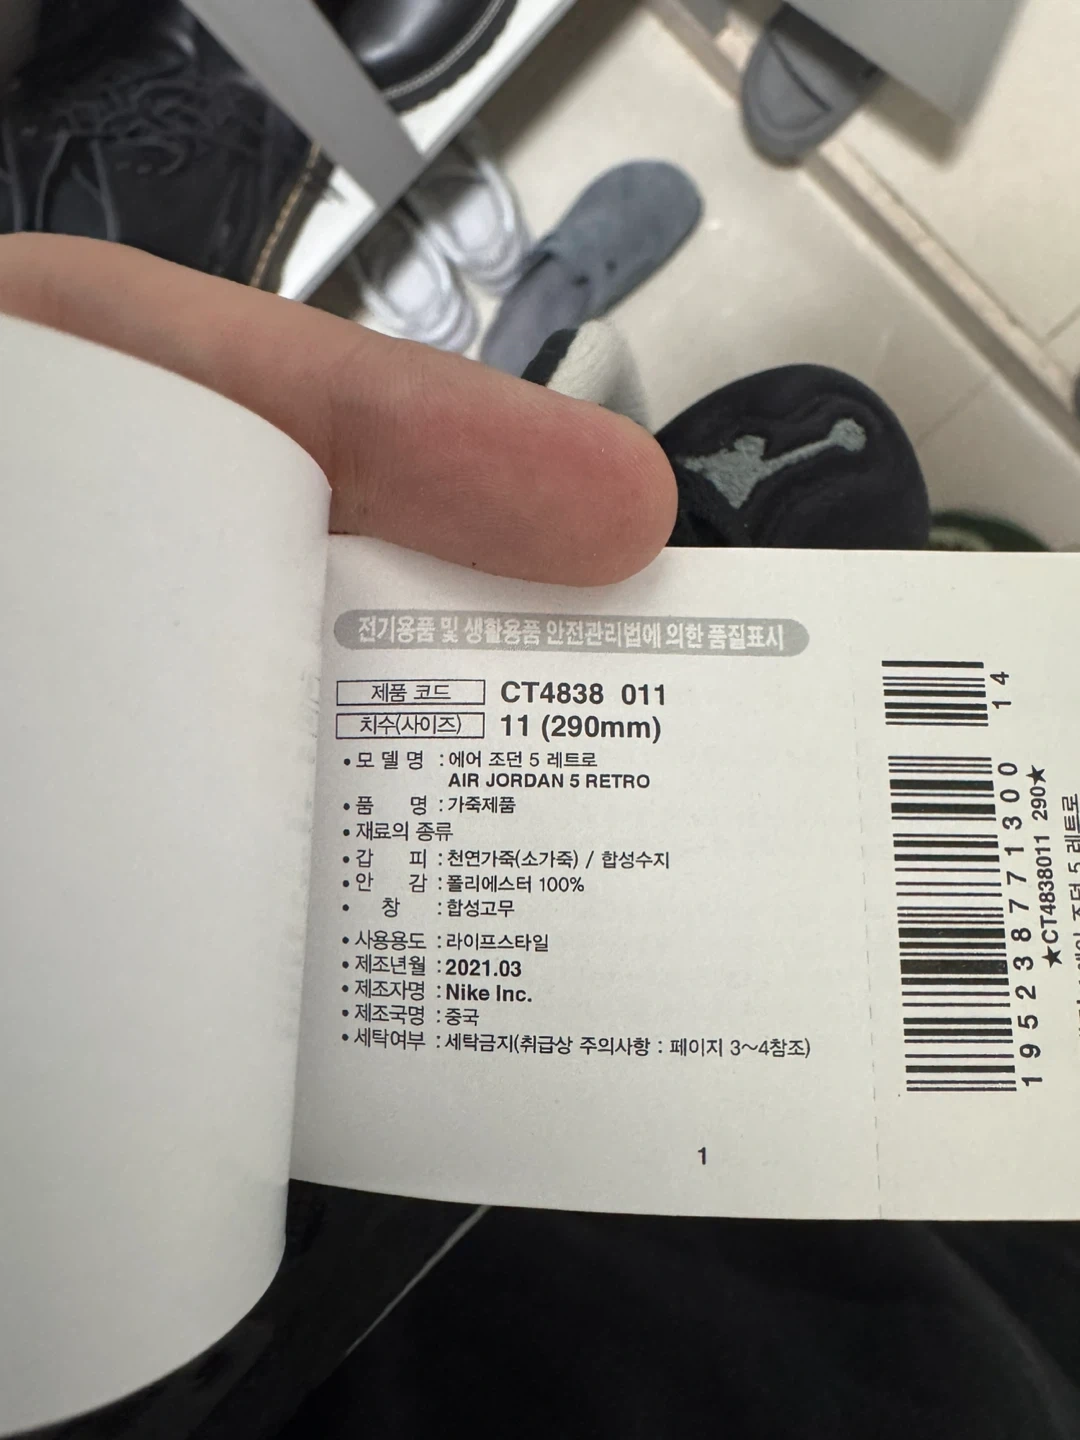 전기용품 및 생활용품 안전관리법에 의한 품질표시
제품 코드 CT4838 011
치수(사이즈) 11 (290mm)
• 모 델 명 : 에어 조던 5 레트로
AIR JORDAN 5 RETRO
• 품 명 : 가죽제품
• 재료의 종류
• 갑 피 : 천연가죽(소가죽) / 합성수지
• 안 감 : 폴리에스터 100%
• 창 : 합성고무
• 사용용도 : 라이프스타일
• 제조년월 : 2021.03
• 제조자명 : Nike Inc.
• 제조국명 : 중국
• 세탁여부 : 세탁금지(취급상 주의사항 : 페이지 3~4참조)
1
14
195238771300
★CT4838011 290★
조던 5 레트로